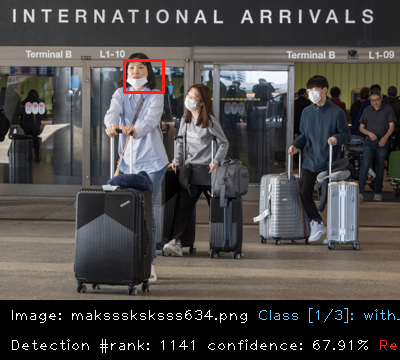 INTERNATIONAL ARRIVALS
Terminal B L1-10 Terminal B L1-09
Image: makssskskss634.png Class [1/3]: with_
Detection #rank: 1141 confidence: 67.91% Re